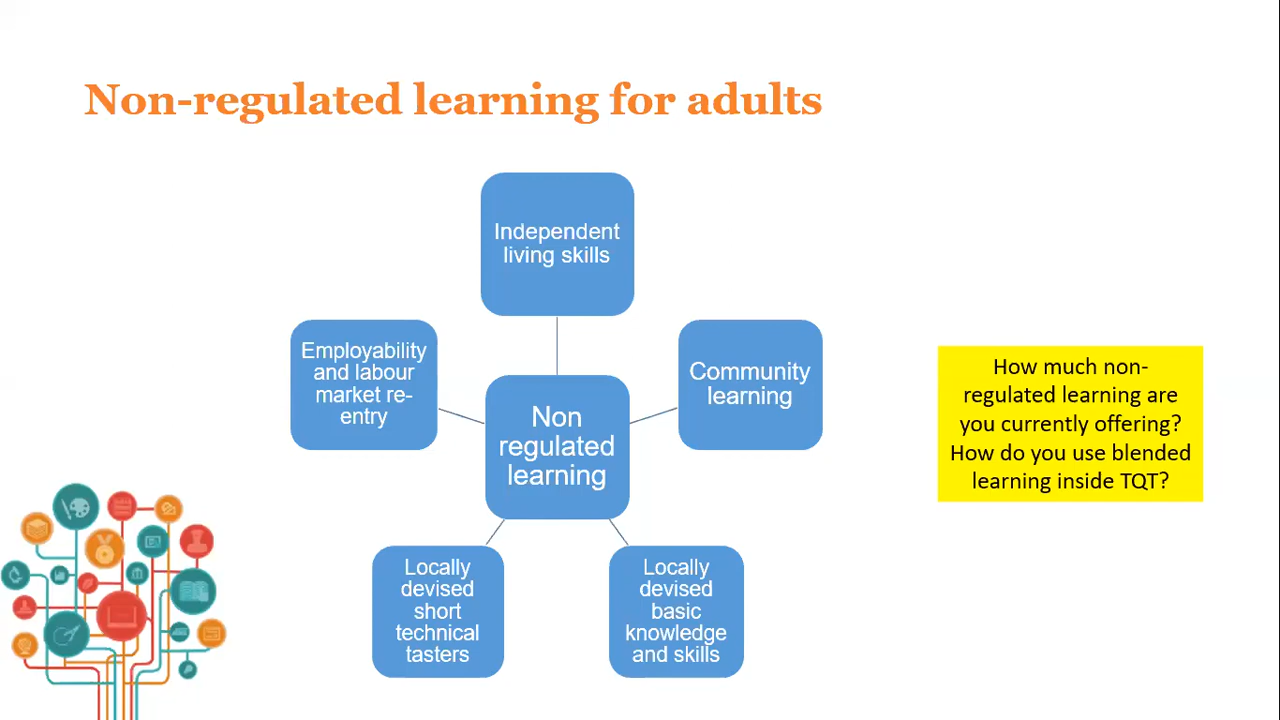 Non-regulated learning for adults
Independent
living skills
Employability
and labour
market re-
entry
Community
learning
Non
regulated
learning
How much non-
regulated learning are
you currently offering?
How do you use blended
learning inside TQT?
Locally
devised
short
technical
tasters
Locally
devised
basic
knowledge
and skills